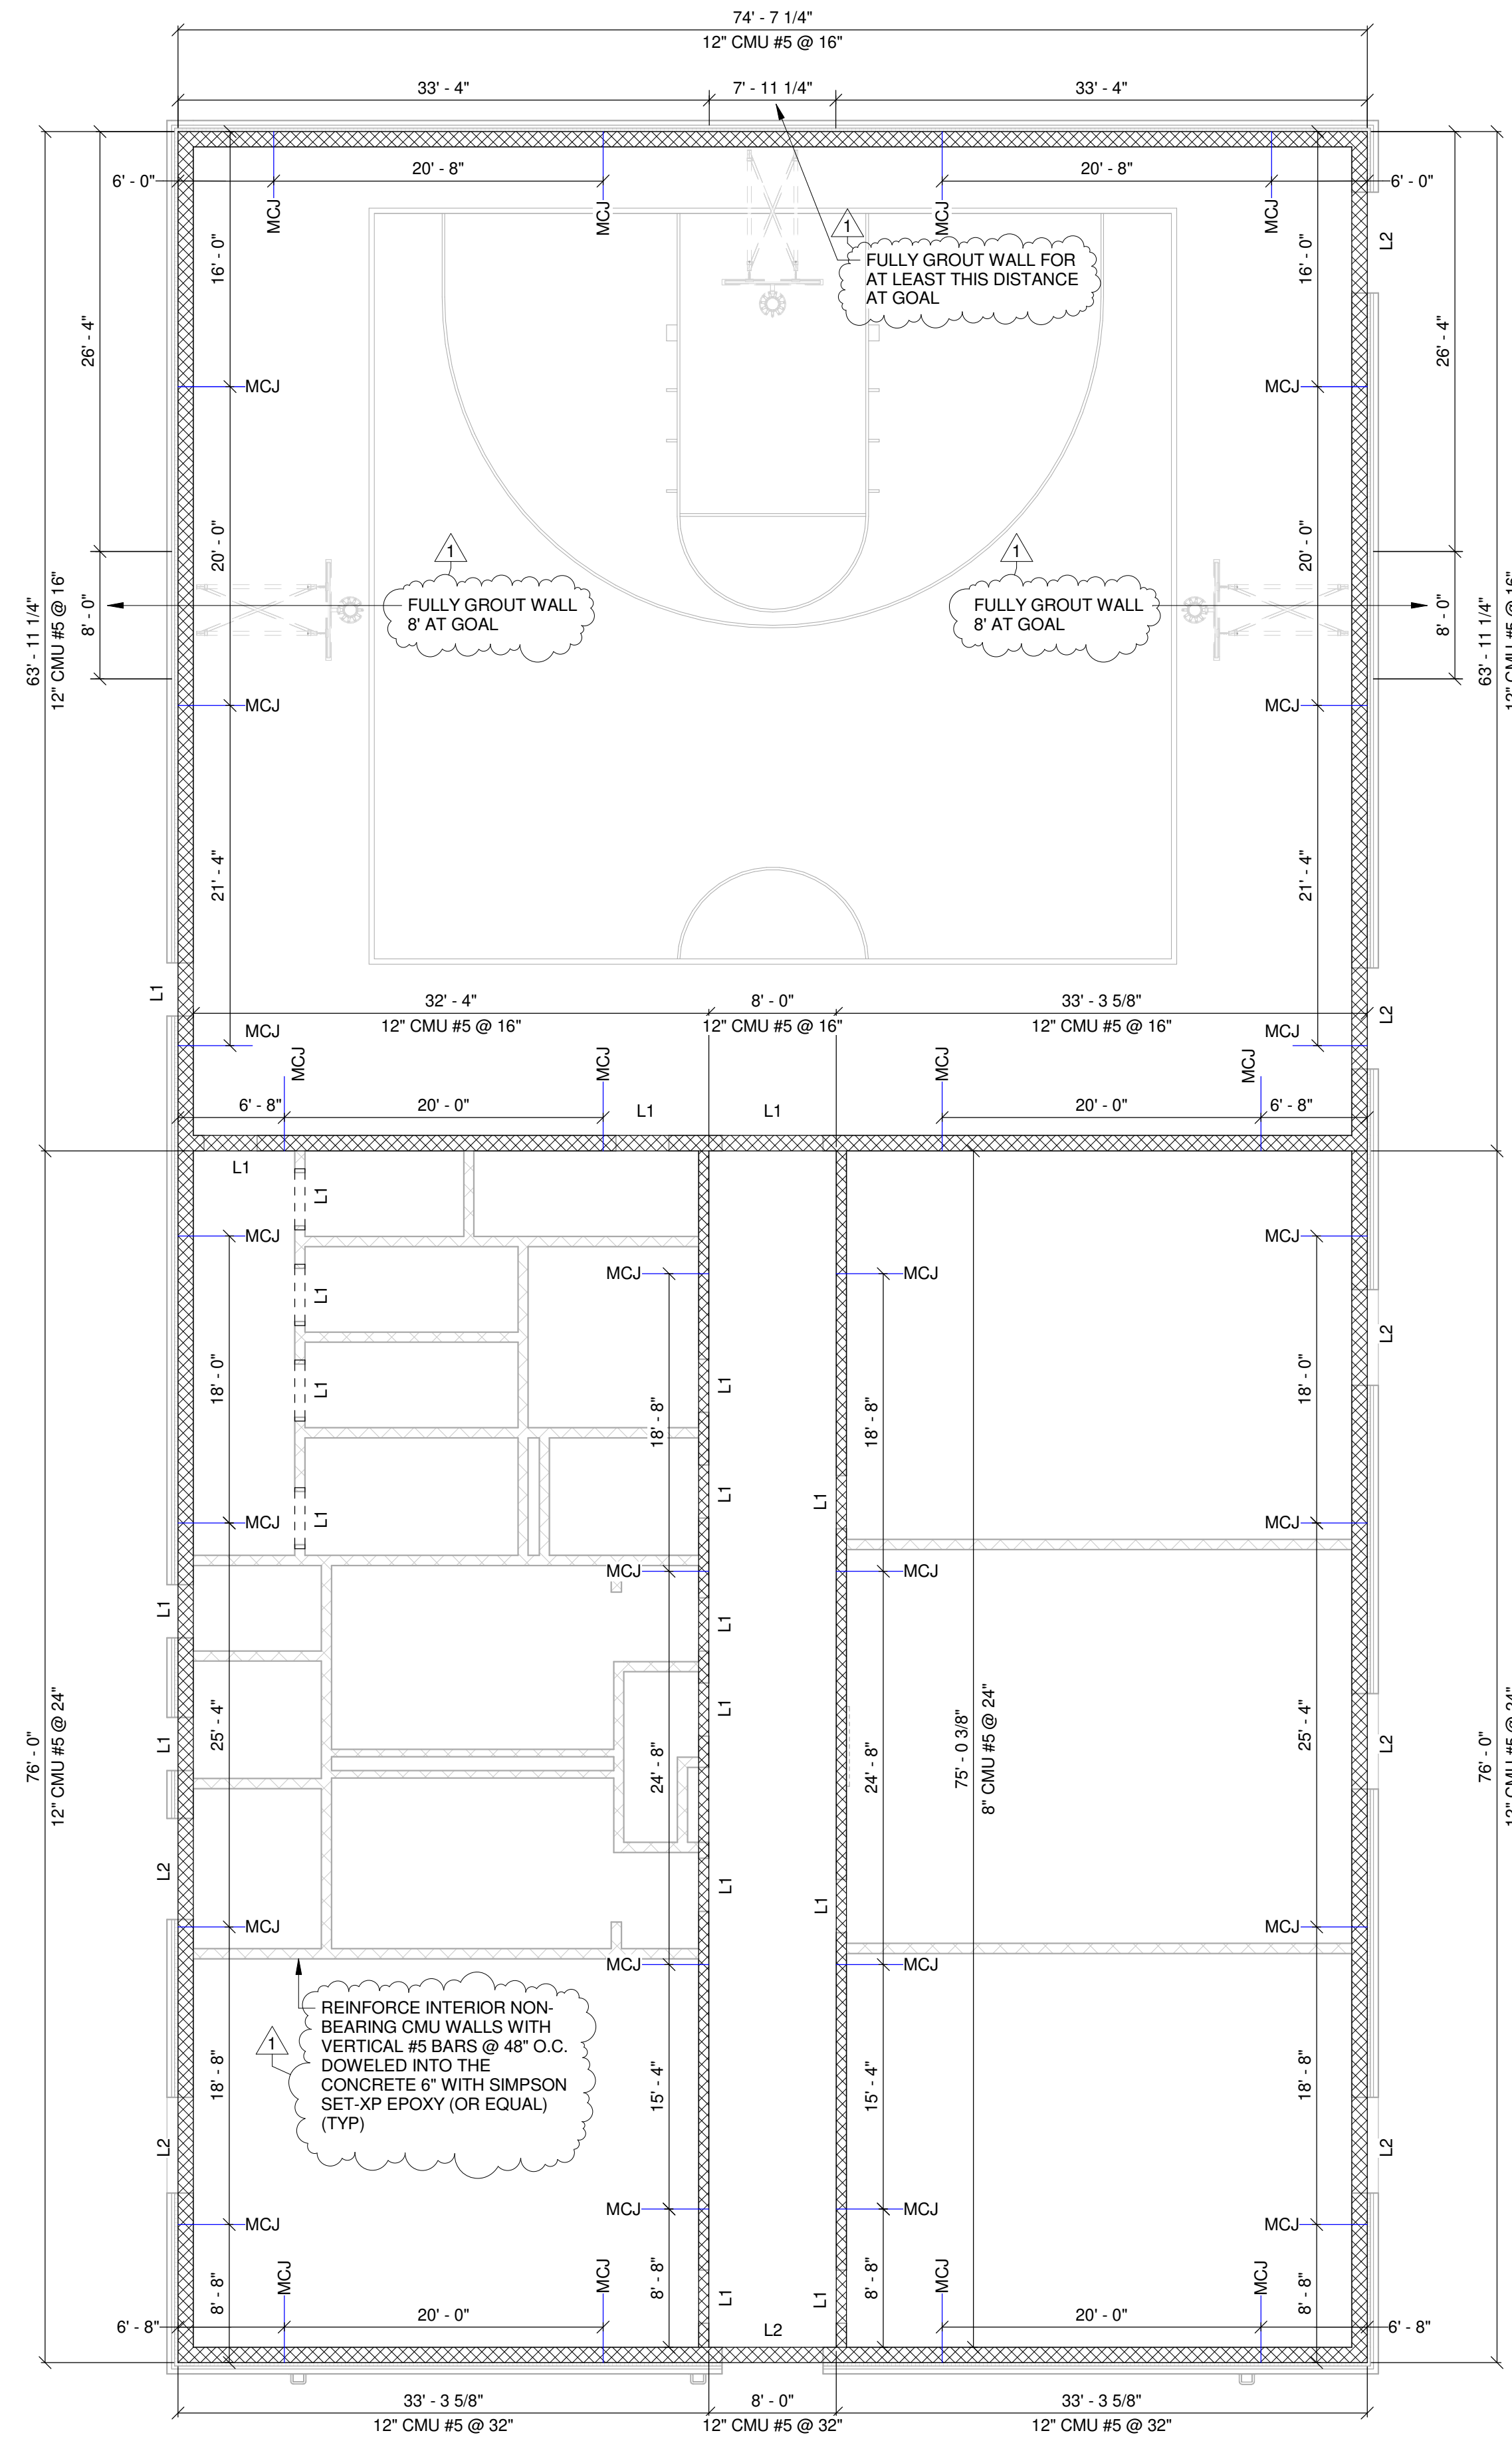 74' - 7 1/4"
12" CMU #5 @ 16"
33' - 4"
7' - 11 1/4"
33' - 4"
6' - 0"
20' - 8"
20' - 8"
6' - 0"
MCJ
MCJ
MCJ
MCJ
1
FULLY GROUT WALL FOR
AT LEAST THIS DISTANCE
AT GOAL
16' - 0"
16' - 0"
L2
26' - 4"
26' - 4"
MCJ
MCJ
20' - 0"
20' - 0"
1
FULLY GROUT WALL
8' AT GOAL
1
FULLY GROUT WALL
8' AT GOAL
63' - 11 1/4"
12" CMU #5 @ 16"
8' - 0"
8' - 0"
63' - 11 1/4"
12" CMU #5 @ 16"
MCJ
MCJ
21' - 4"
21' - 4"
L1
L2
32' - 4"
12" CMU #5 @ 16"
8' - 0"
12" CMU #5 @ 16"
33' - 3 5/8"
12" CMU #5 @ 16"
MCJ
MCJ
MCJ
MCJ
MCJ
MCJ
6' - 8"
20' - 0"
L1
L1
20' - 0"
6' - 8"
L1
L1
MCJ
MCJ
MCJ
MCJ
L1
L2
18' - 0"
L1
18' - 8"
L1
18' - 8"
18' - 0"
L1
L1
L1
MCJ
MCJ
MCJ
MCJ
L1
L1
L1
L1
L2
76' - 0"
12" CMU #5 @ 24"
25' - 4"
24' - 8"
24' - 8"
75' - 0 3/8"
8" CMU #5 @ 24"
25' - 4"
76' - 0"
12" CMU #5 @ 24"
L2
L1
L1
MCJ
MCJ
MCJ
MCJ
1
REINFORCE INTERIOR NON-
BEARING CMU WALLS WITH
VERTICAL #5 BARS @ 48" O.C.
DOWELED INTO THE
CONCRETE 6" WITH SIMPSON
SET-XP EPOXY (OR EQUAL)
(TYP)
18' - 8"
15' - 4"
15' - 4"
18' - 8"
L2
L2
MCJ
MCJ
MCJ
MCJ
8' - 8"
MCJ
MCJ
8' - 8"
L1
L1
8' - 8"
MCJ
MCJ
8' - 8"
6' - 8"
20' - 0"
L2
20' - 0"
6' - 8"
33' - 3 5/8"
12" CMU #5 @ 32"
8' - 0"
12" CMU #5 @ 32"
33' - 3 5/8"
12" CMU #5 @ 32"